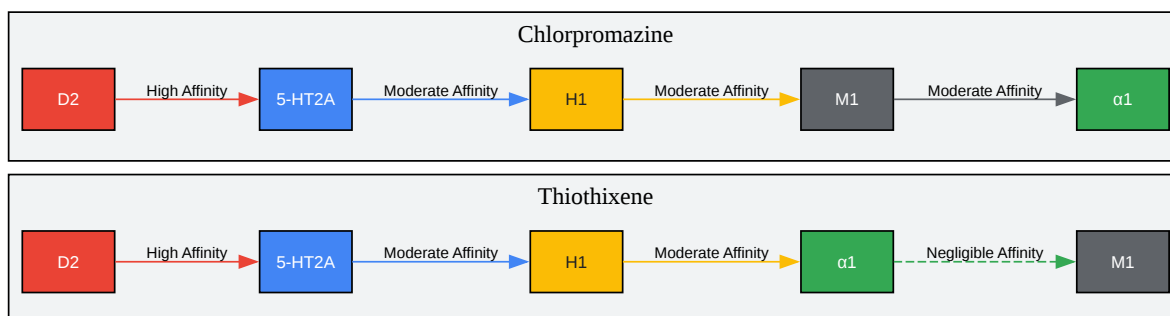 Chlorpromazine
D2 High Affinity 5-HT2A Moderate Affinity H1 Moderate Affinity M1 Moderate Affinity α1
Thiothixene
D2 High Affinity 5-HT2A Moderate Affinity H1 Moderate Affinity α1 Negligible Affinity M1